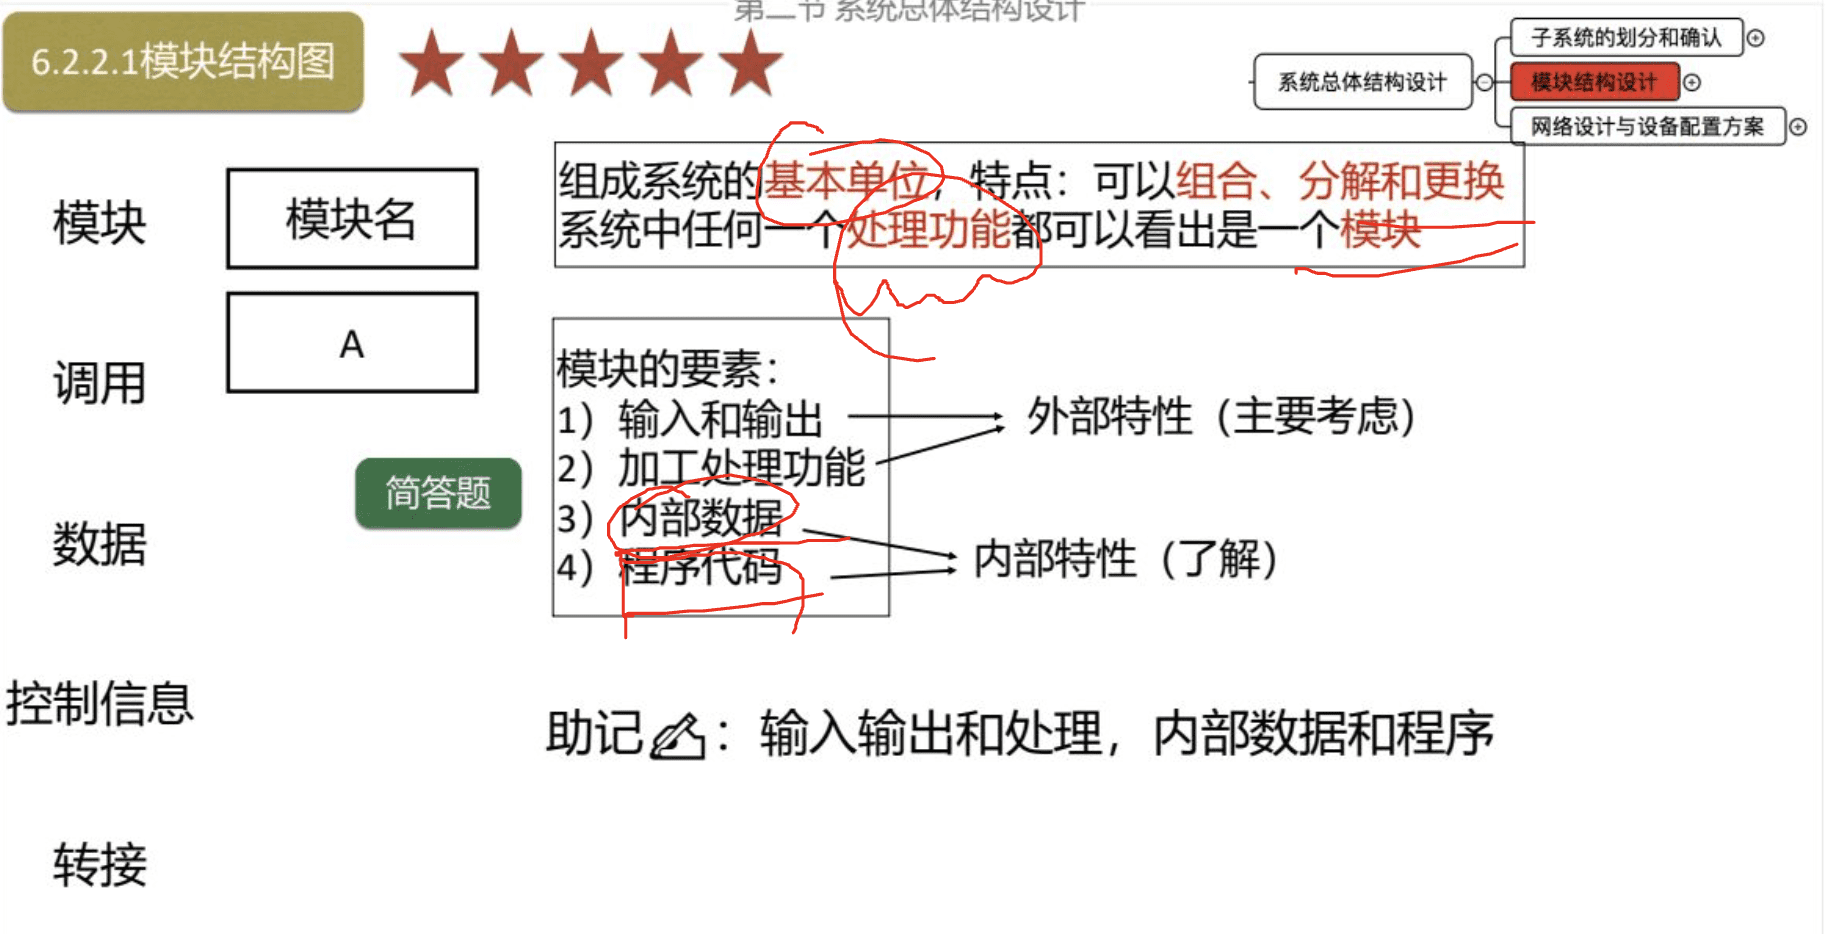 第二节 系统总体结构设计
6.2.2.1模块结构图
系统总体结构设计
子系统的划分和确认
模块结构设计
网络设计与设备配置方案
模块
模块名
组成系统的基本单位，特点：可以组合、分解和更换
系统中任何一个处理功能都可以看出是一个模块
调用
A
模块的要素：
1）输入和输出
2）加工处理功能
3）内部数据
4）程序代码
外部特性（主要考虑）
内部特性（了解）
简答题
数据
控制信息
助记✍：输入输出和处理，内部数据和程序
转接